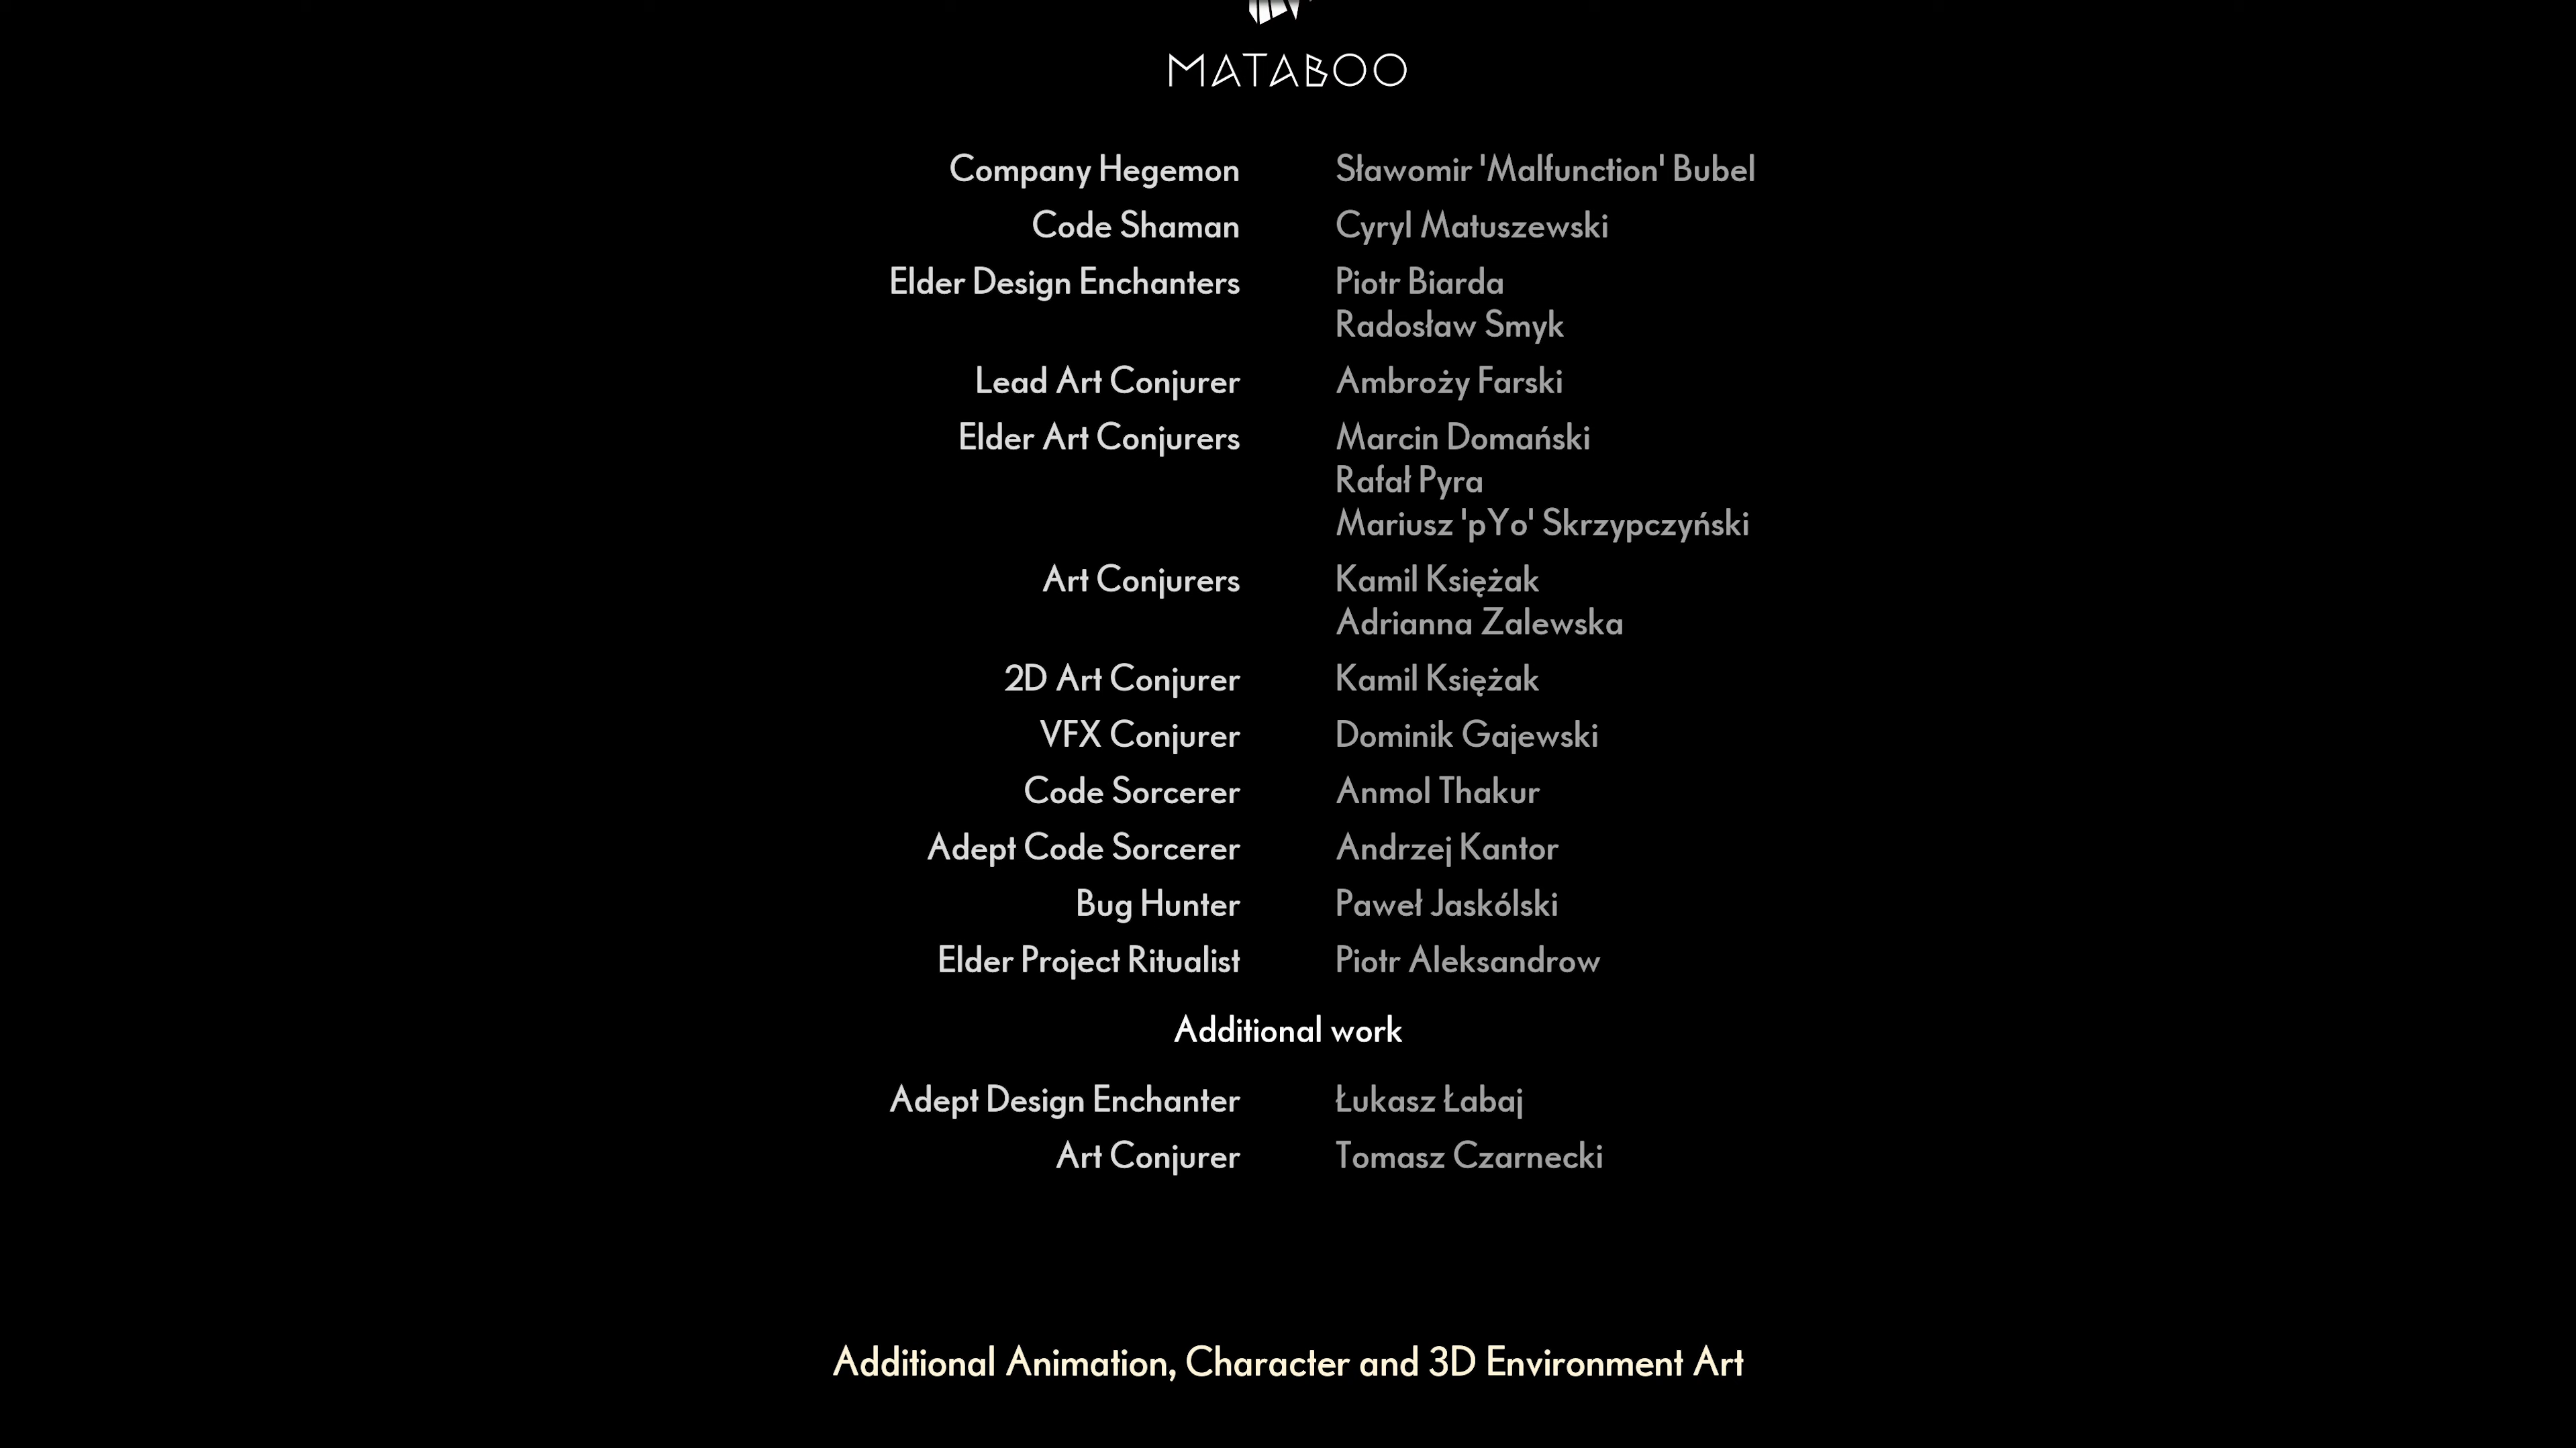 MATABOO
Company Hegemon Sławomir 'Malfunction' Bubel
Code Shaman Cyryl Matuszewski
Elder Design Enchanters Piotr Biarda
Radosław Smyk
Lead Art Conjurer Ambroży Farski
Elder Art Conjurers Marcin Domański
Rafał Pyra
Mariusz 'pYo' Skrzypczyński
Art Conjurers Kamil Księżak
Adrianna Zalewska
2D Art Conjurer Kamil Księżak
VFX Conjurer Dominik Gajewski
Code Sorcerer Anmol Thakur
Adept Code Sorcerer Andrzej Kantor
Bug Hunter Paweł Jaskólski
Elder Project Ritualist Piotr Aleksandrow
Additional work
Adept Design Enchanter Łukasz Łabaj
Art Conjurer Tomasz Czarnecki
Additional Animation, Character and 3D Environment Art